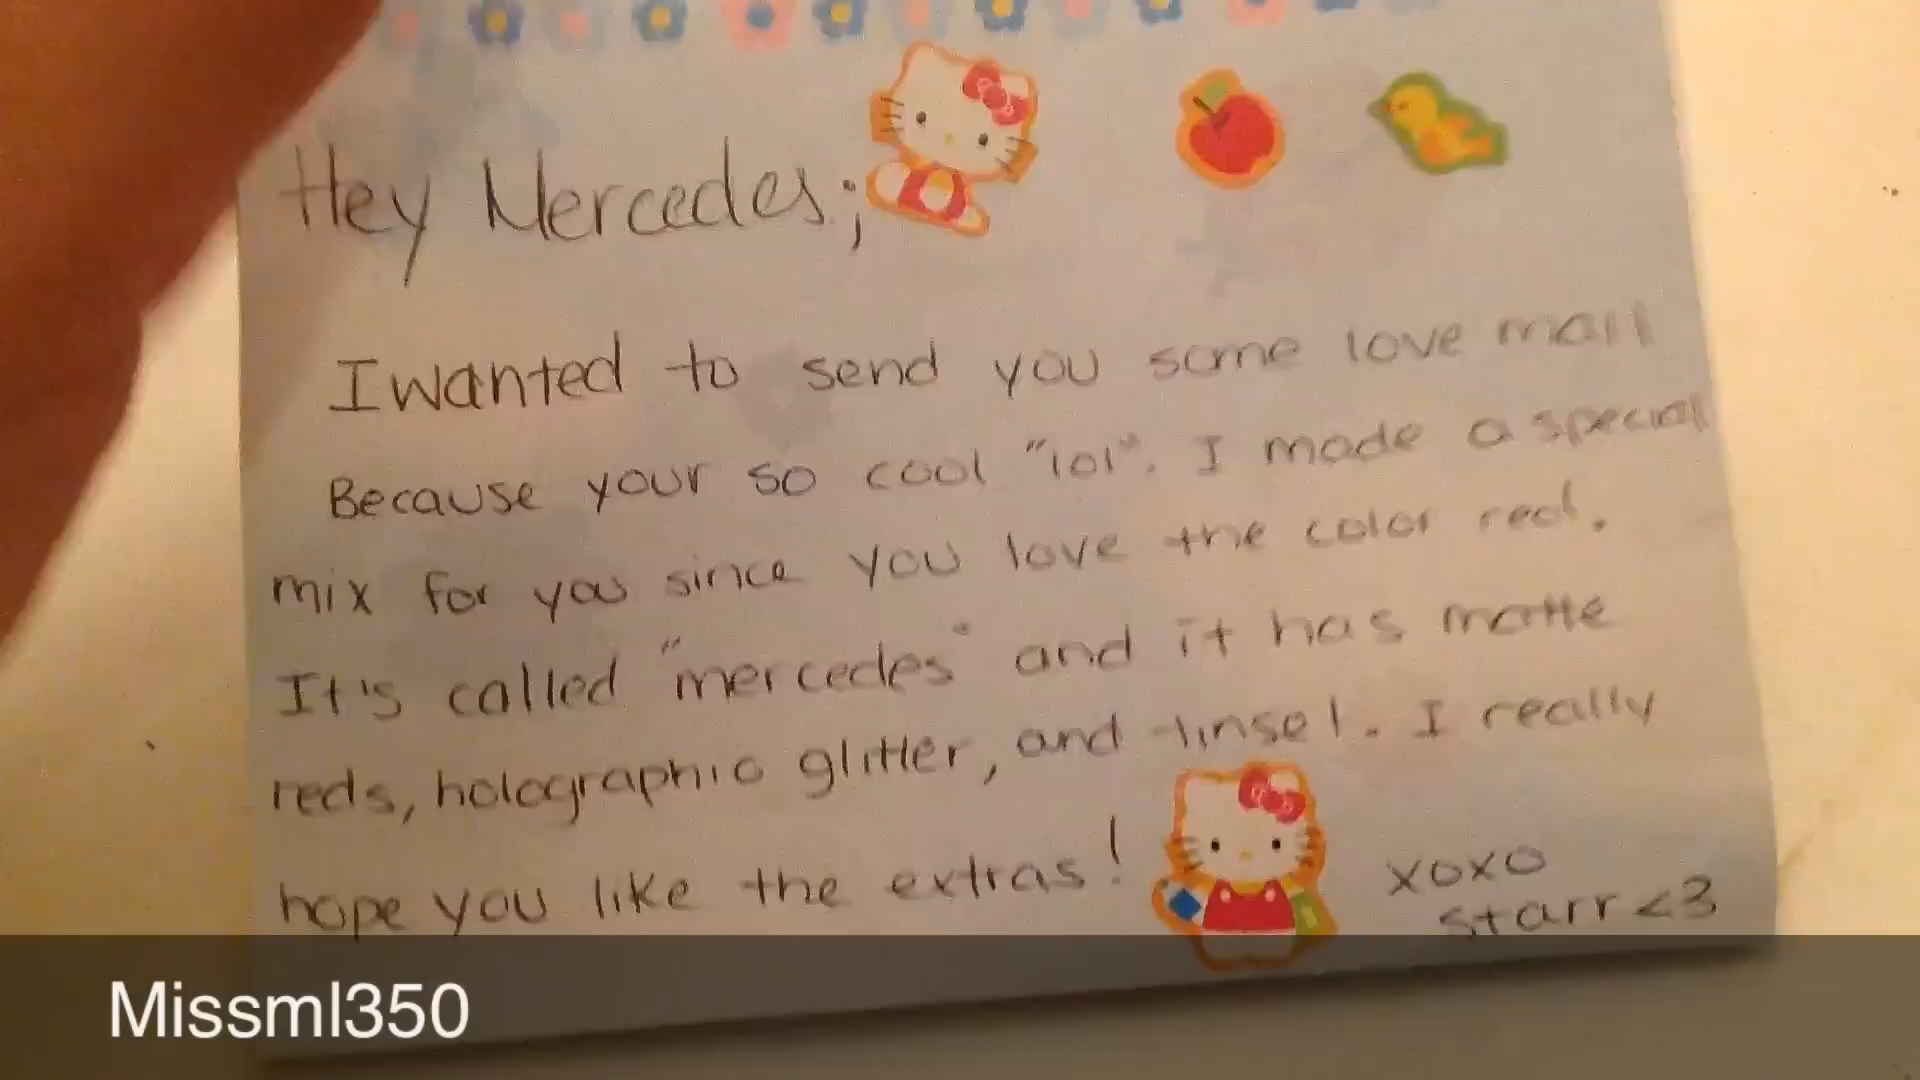 Hey Mercedes;
I wanted to send you some love mail
Because your so cool "lol". I made a special
mix for you since you love the color red.
It's called "mercedes" and it has matte
reds, holographic glitter, and tinsel. I really
hope you like the extras!
xoxo
starr <3
Missml350